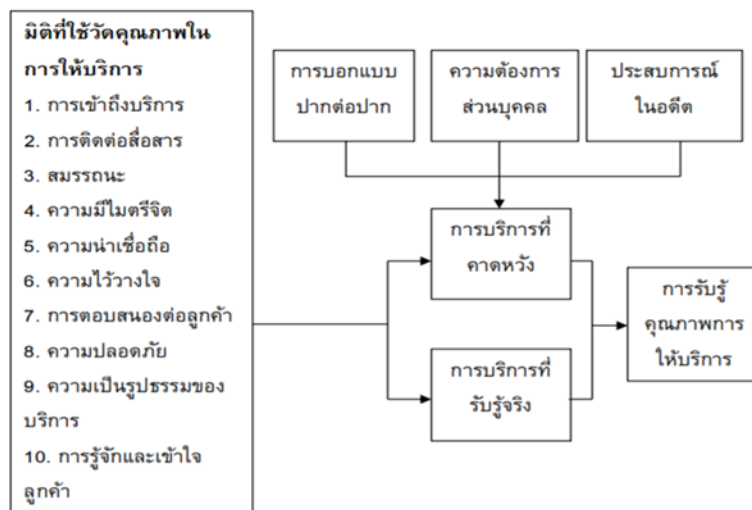 มิติที่ใช้วัดคุณภาพใน
การให้บริการ
1. การเข้าถึงบริการ
2. การติดต่อสื่อสาร
3. สมรรถนะ
4. ความมีไมตรีจิต
5. ความน่าเชื่อถือ
6. ความไว้วางใจ
7. การตอบสนองต่อลูกค้า
8. ความปลอดภัย
9. ความเป็นรูปธรรมของ
บริการ
10. การรู้จักและเข้าใจ
ลูกค้า
การบอกแบบ
ปากต่อปาก
ความต้องการ
ส่วนบุคคล
ประสบการณ์
ในอดีต
การบริการที่
คาดหวัง
การบริการที่
รับรู้จริง
การรับรู้
คุณภาพการ
ให้บริการ